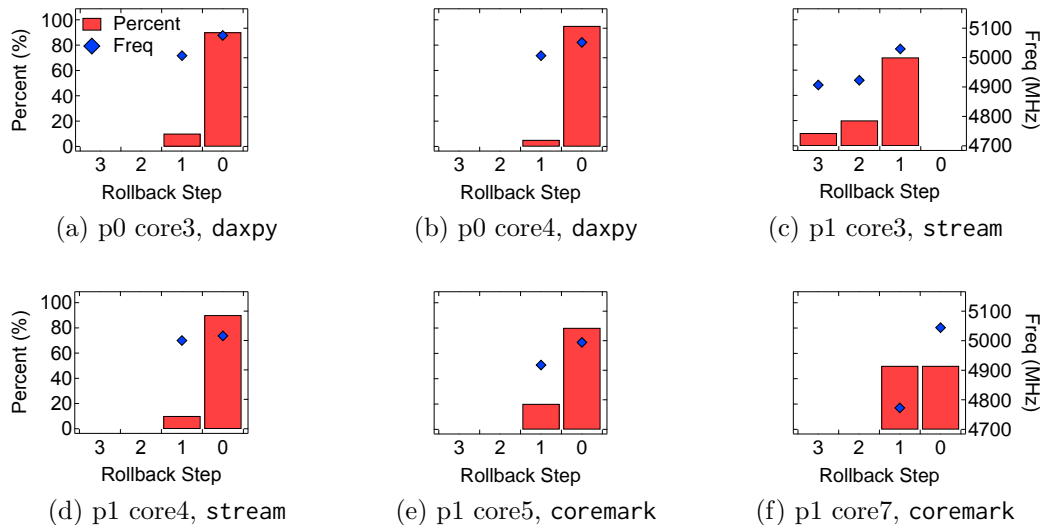 100
80
60
40
20
0
Percent (%)
Percent
Freq
3 2 1 0
Rollback Step
(a) p0 core3, daxpy
3 2 1 0
Rollback Step
(b) p0 core4, daxpy
5100
5000
4900
4800
4700
Freq (MHz)
3 2 1 0
Rollback Step
(c) p1 core3, stream
100
80
60
40
20
0
Percent (%)
3 2 1 0
Rollback Step
(d) p1 core4, stream
3 2 1 0
Rollback Step
(e) p1 core5, coremark
5100
5000
4900
4800
4700
Freq (MHz)
3 2 1 0
Rollback Step
(f) p1 core7, coremark